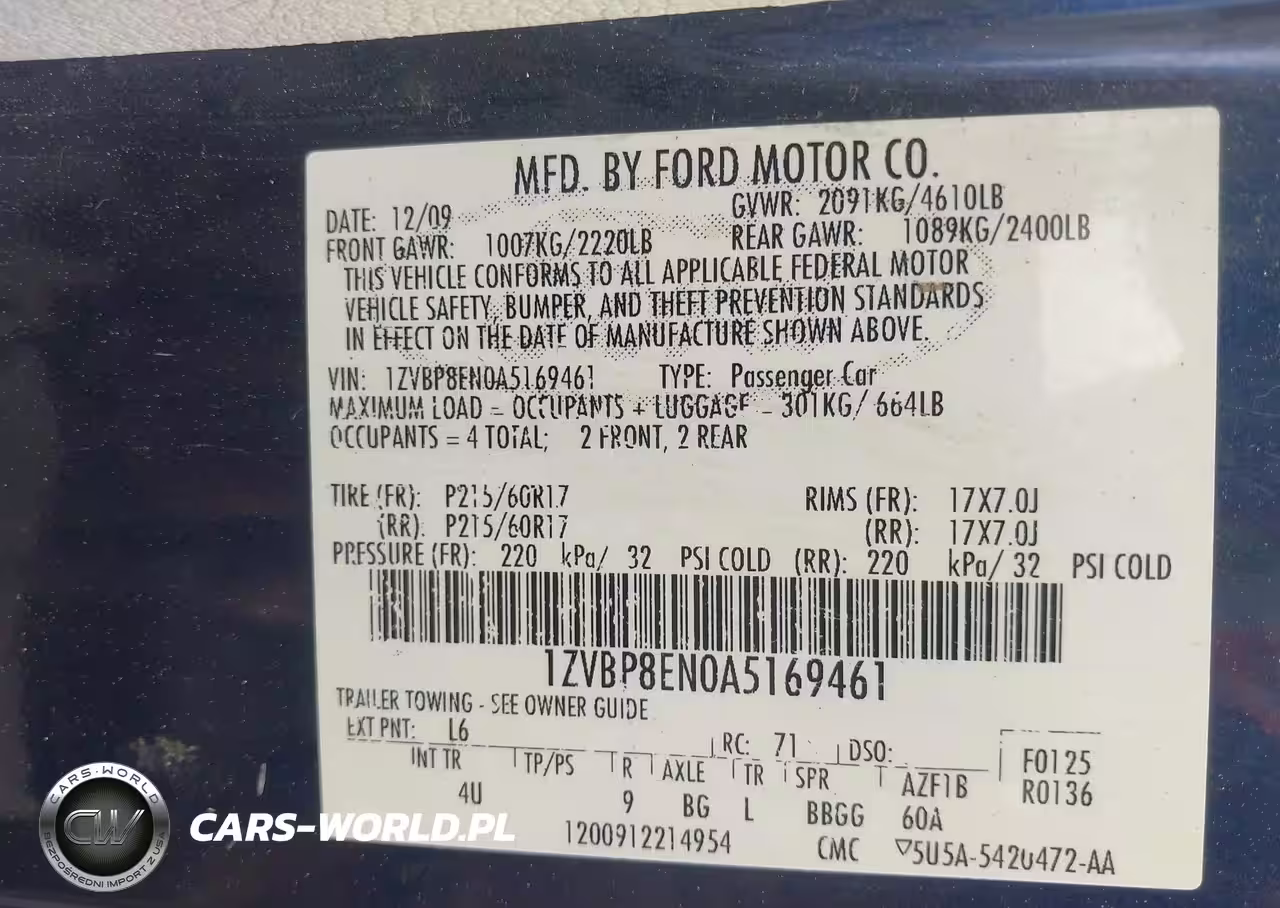 MFD. BY FORD MOTOR CO.
DATE: 12/09 GVWR: 2091KG/4610LB
FRONT GAWR: 1007KG/2220LB REAR GAWR: 1089KG/2400LB
THIS VEHICLE CONFORMS TO ALL APPLICABLE FEDERAL MOTOR
VEHICLE SAFETY, BUMPER, AND THEFT PREVENTION STANDARDS
IN EFFECT ON THE DATE OF MANUFACTURE SHOWN ABOVE.
VIN: 1ZVBP8EN0A5169461 TYPE: Passenger Car
MAXIMUM LOAD = OCCUPANTS + LUGGAGE = 301KG/ 664LB
OCCUPANTS = 4 TOTAL; 2 FRONT, 2 REAR
TIRE (FR): P215/60R17 RIMS (FR): 17X7.0J
(RR): P215/60R17 (RR): 17X7.0J
PRESSURE (FR): 220 kPa/ 32 PSI COLD (RR): 220 kPa/ 32 PSI COLD
1ZVBP8EN0A5169461
TRAILER TOWING - SEE OWNER GUIDE
EXT PNT: L6 RC: 71 DSO: F0125
INT TR TP/PS R AXLE TR SPR AZF1B R0136
4U 9 BG L BBGG 60A
1200912214954 CMC ▽5U5A-5420472-AA
CARS-WORLD
CW
BEZPOŚREDNI IMPORT Z USA
CARS-WORLD.PL